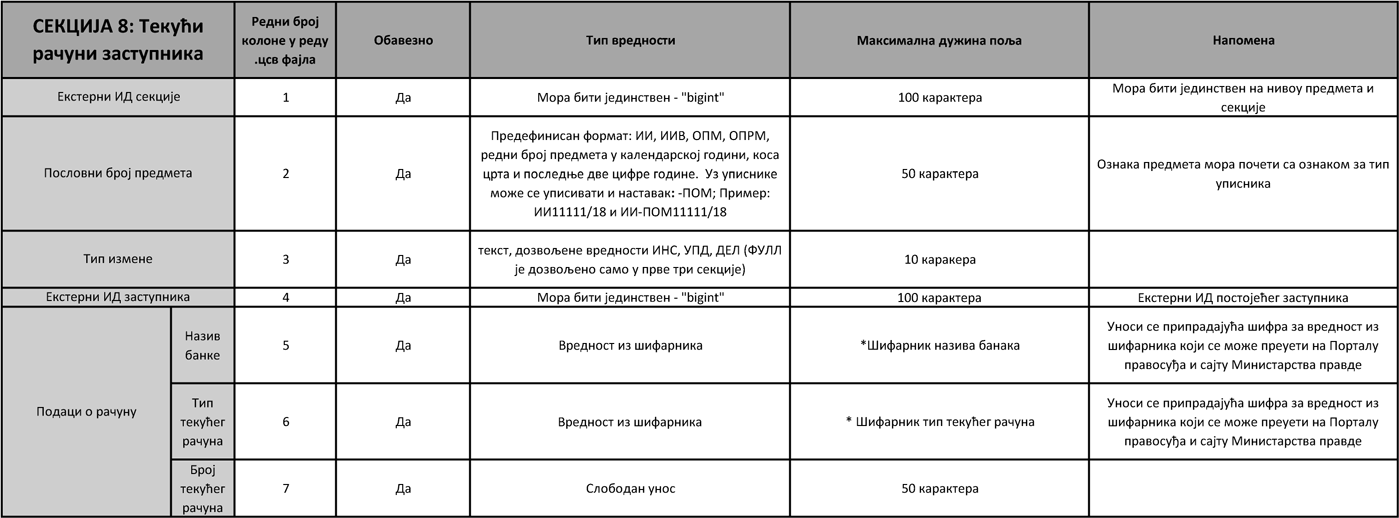 СЕКЦИЈА 8: Текући
рачуни заступника
Редни број
колоне у реду
.цсв фајла
Обавезно
Тип вредности
Максимална дужина поља
Напомена
Екстерни ИД секције
1
Да
Мора бити јединствен - "bigint"
100 карактера
Мора бити јединствен на нивоу предмета и
секције
Пословни број предмета
2
Да
Предефинисан формат: ИИ, ИИВ, ОПМ, ОПРМ,
редни број предмета у календарској години, коса
црта и последње две цифре године.  Уз уписнике
може се уписивати и наставак: -ПОМ; Пример:
ИИ11111/18 и ИИ-ПОМ11111/18
50 карактера
Ознака предмета мора почети са ознаком за тип
уписника
Тип измене
3
Да
текст, дозвољене вредности ИНС, УПД, ДЕЛ (ФУЛЛ
је дозвољено само у прве три секције)
10 каракера
Екстерни ИД заступника
4
Да
Мора бити јединствен - "bigint"
100 карактера
Екстерни ИД постојећег заступника
Подаци о рачуну
Назив
банке
5
Да
Вредност из шифарника
*Шифарник назива банака
Уноси се припрадајућа шифра за вредност из
шифарника који се може преуети на Порталу
правосуђа и сајту Министарства правде
Тип
текућег
рачуна
6
Да
Вредност из шифарника
* Шифарник тип текућег рачуна
Уноси се припрадајућа шифра за вредност из
шифарника који се може преуети на Порталу
правосуђа и сајту Министарства правде
Број
текућег
рачуна
7
Да
Слободан унос
50 карактера